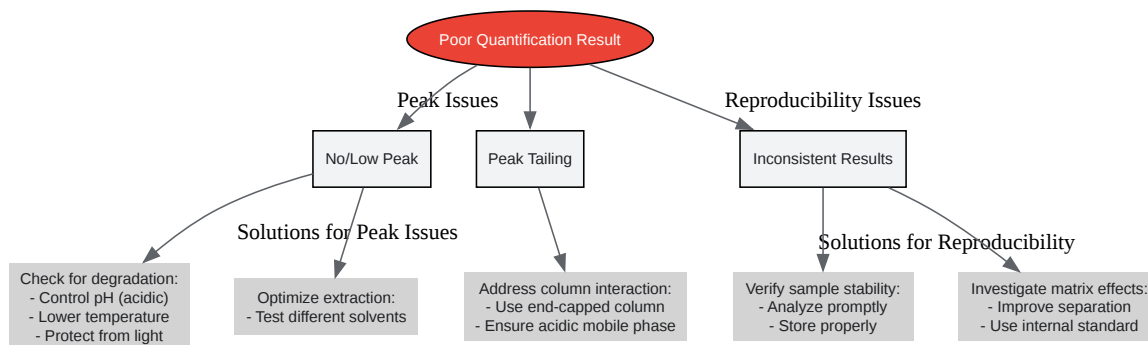 Poor Quantification Result
Peak Issues
Reproducibility Issues
No/Low Peak
Peak Tailing
Inconsistent Results
Solutions for Peak Issues
Solutions for Reproducibility
Check for degradation:
- Control pH (acidic)
- Lower temperature
- Protect from light
Optimize extraction:
- Test different solvents
Address column interaction:
- Use end-capped column
- Ensure acidic mobile phase
Verify sample stability:
- Analyze promptly
- Store properly
Investigate matrix effects:
- Improve separation
- Use internal standard